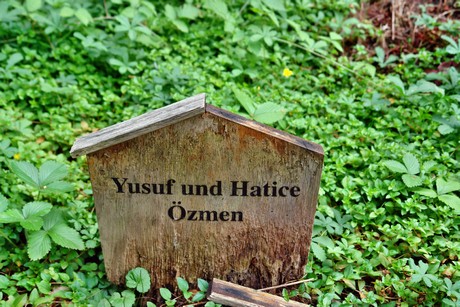 Yusuf und Hatice
Özmen